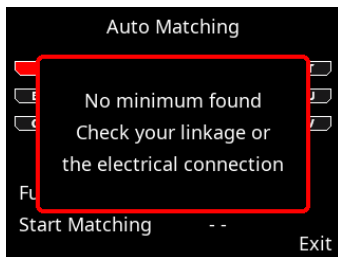 Auto Matching
No minimum found
Check your linkage or
the electrical connection
Start Matching - -
Exit